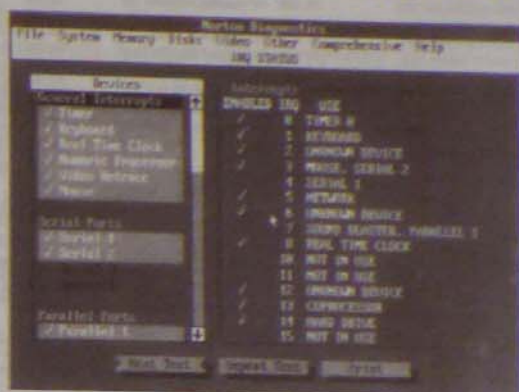 Norton Diagnostics
File System Memory Disks Video Other Comprehensive Help
IRQ STATUS
Devices
General Interrupts
✓ Timer
✓ Keyboard
✓ Real Time Clock
✓ Numeric Processor
✓ Video Retrace
✓ Mouse
Serial Ports
✓ Serial 1
✓ Serial 2
Parallel Ports
✓ Parallel 1
Interrupts
ENABLED IRQ USE
✓ 0 TIMER 0
✓ 1 KEYBOARD
✓ 2 UNKNOWN DEVICE
✓ 3 MOUSE, SERIAL 2
4 SERIAL 1
✓ 5 NETWORK
✓ 6 UNKNOWN DEVICE
7 SOUND BLASTER, PARALLEL 1
✓ 8 REAL TIME CLOCK
10 NOT IN USE
11 NOT IN USE
✓ 12 UNKNOWN DEVICE
✓ 13 COPROCESSOR
✓ 14 HARD DRIVE
15 NOT IN USE
Next Test Repeat Test Print